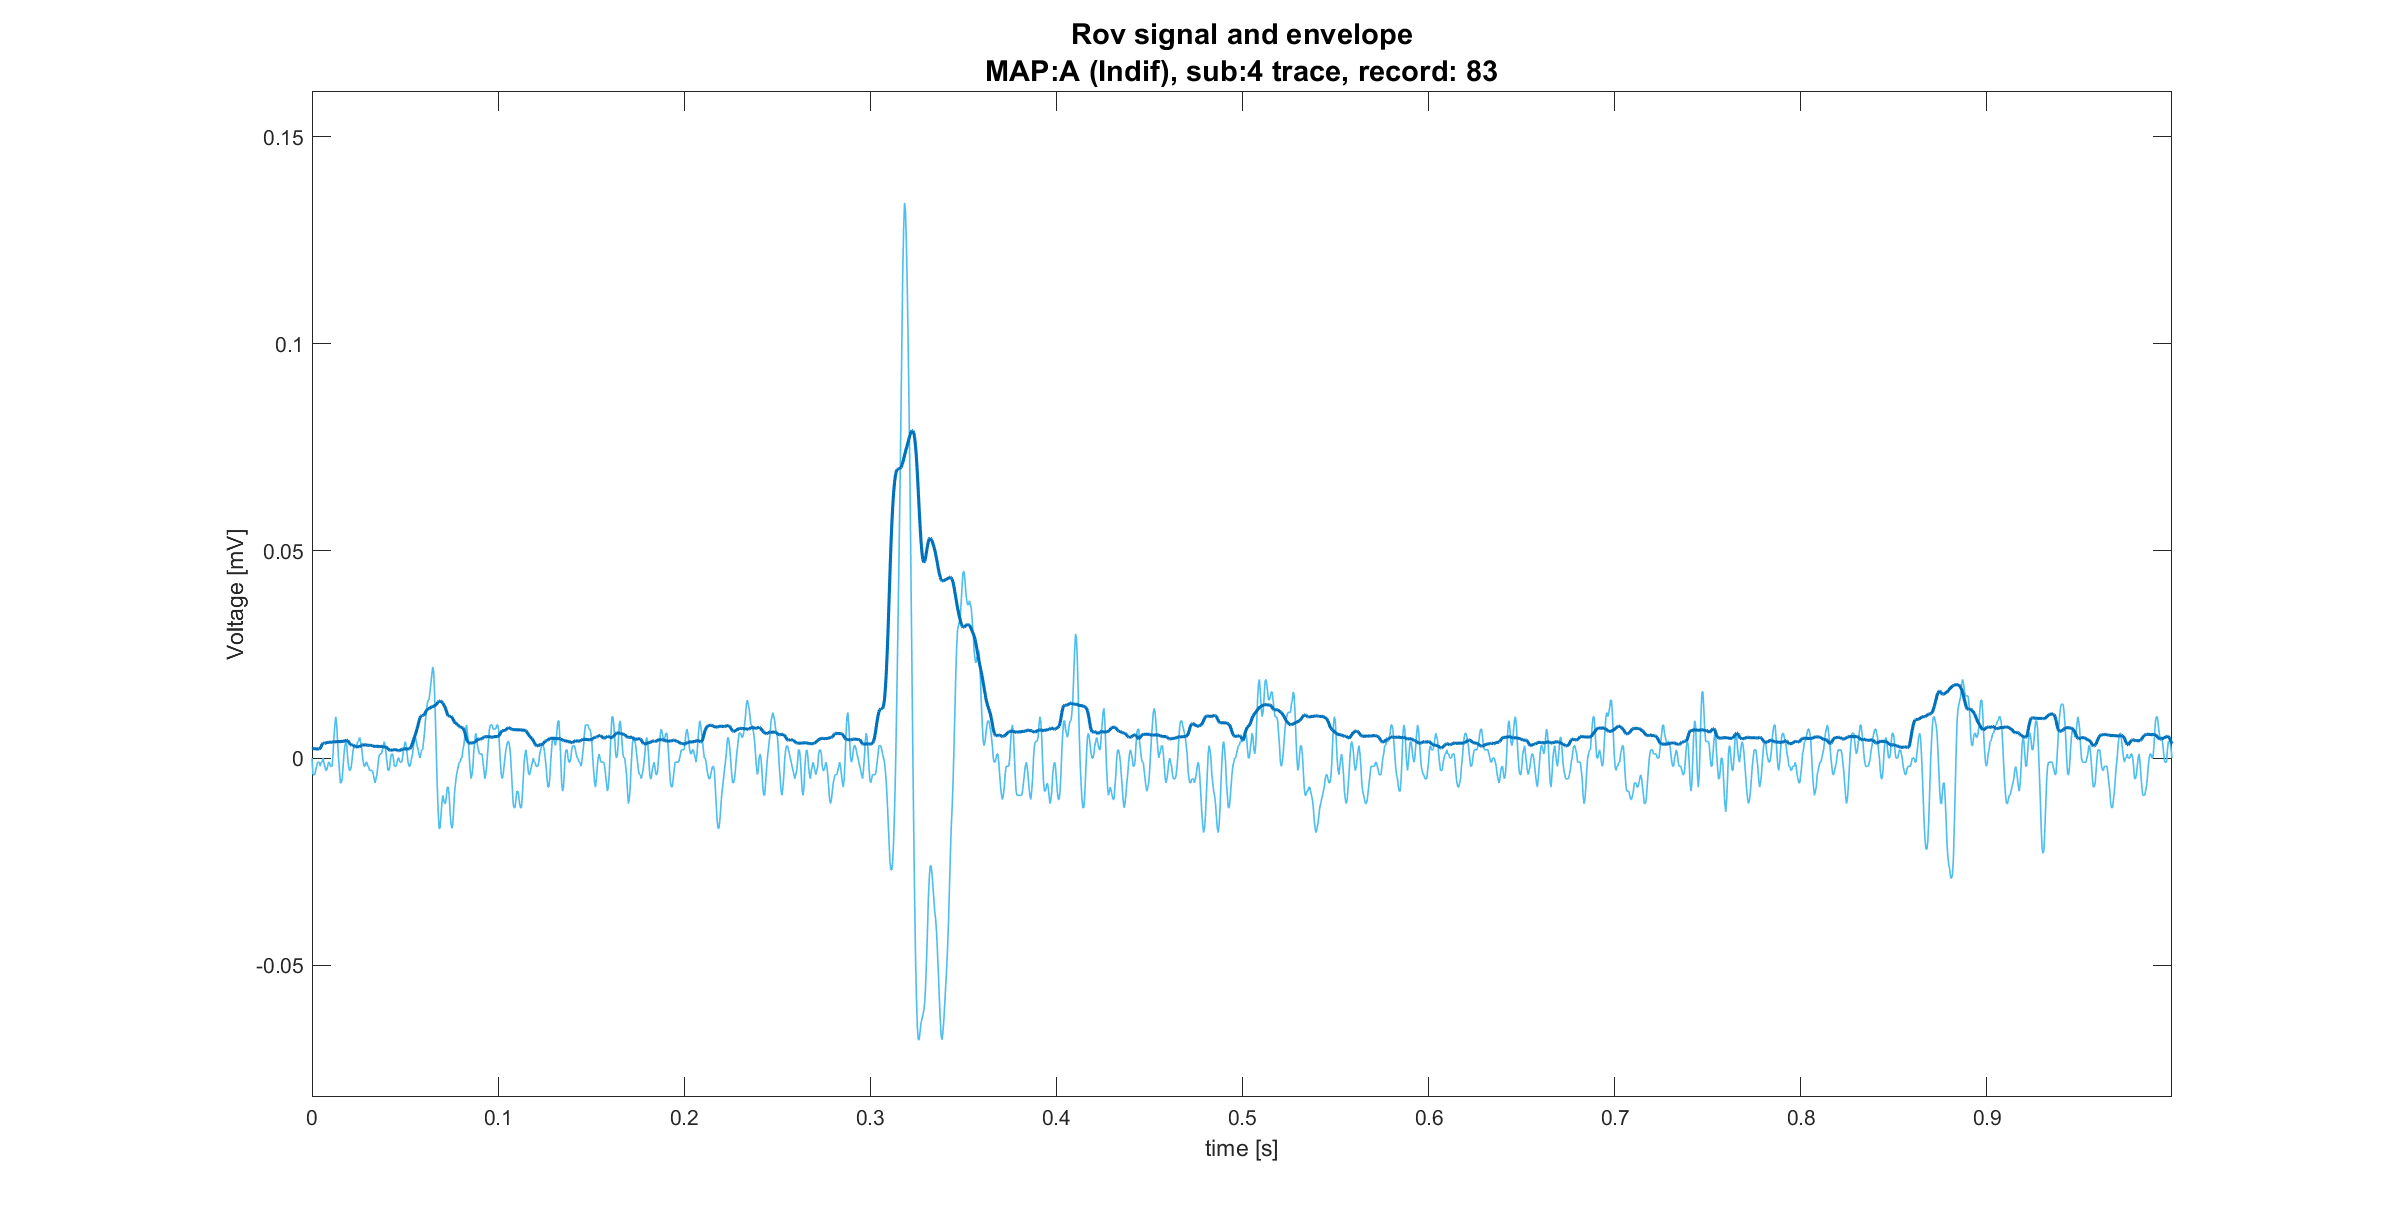 Rov signal and envelope
MAP:A (Indif), sub:4 trace, record: 83
0.15
0.1
0.05
0
-0.05
Voltage [mV]
0 0.1 0.2 0.3 0.4 0.5 0.6 0.7 0.8 0.9
time [s]